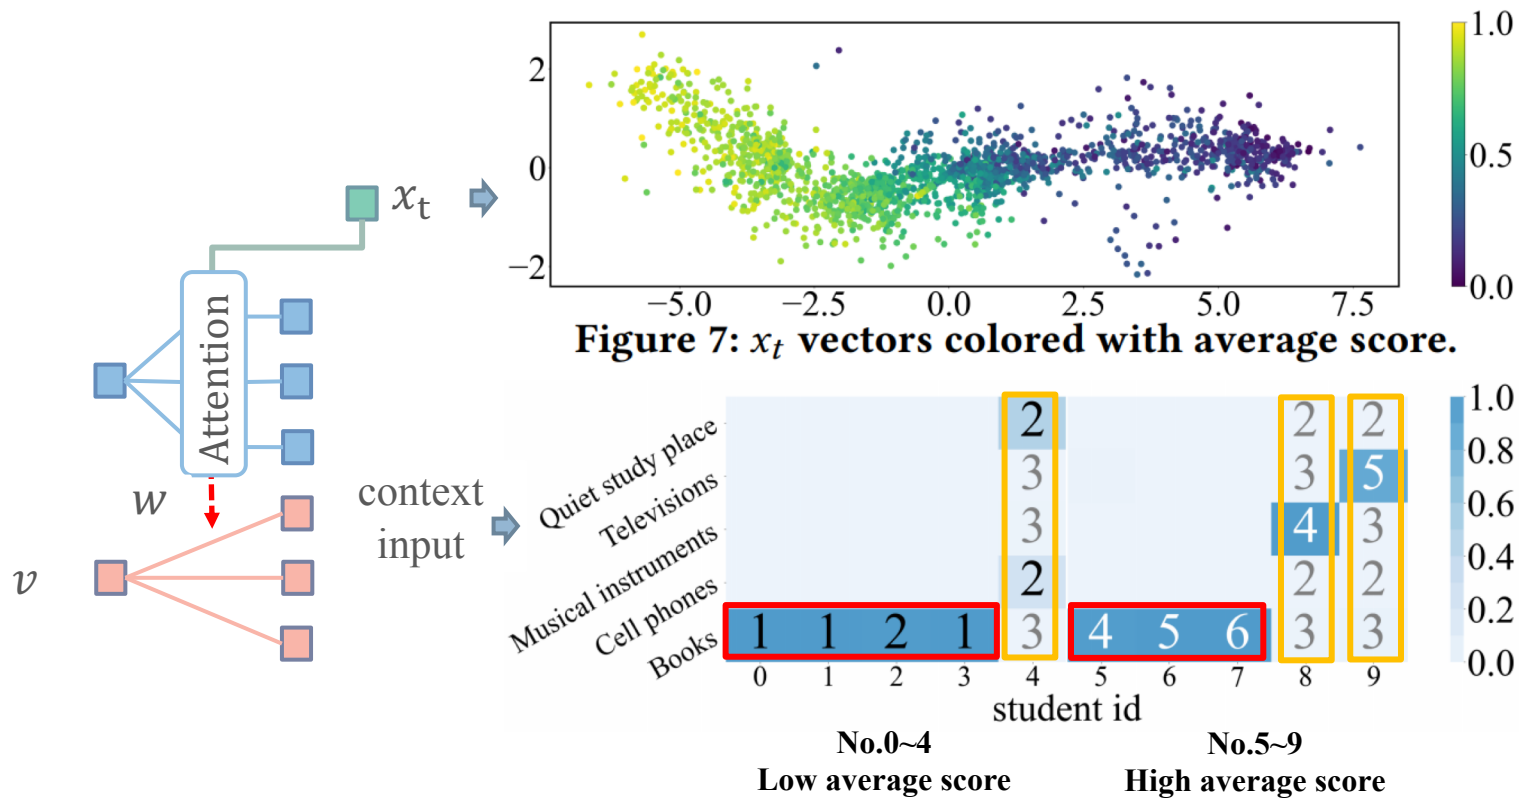 1.0
0.5
0.0
2
0
−2
−5.0 −2.5 0.0 2.5 5.0 7.5
Figure 7: xₜ vectors colored with average score.
xₜ
Attention
w
v
context
input
Quiet study place
Televisions
Musical instruments
Cell phones
Books
2 2 2
3 3 5
3 4 3
2 2 2
1 1 2 1 3 4 5 6 3 3
0 1 2 3 4 5 6 7 8 9
student id
1.0
0.8
0.6
0.4
0.2
0.0
No.0~4
Low average score
No.5~9
High average score